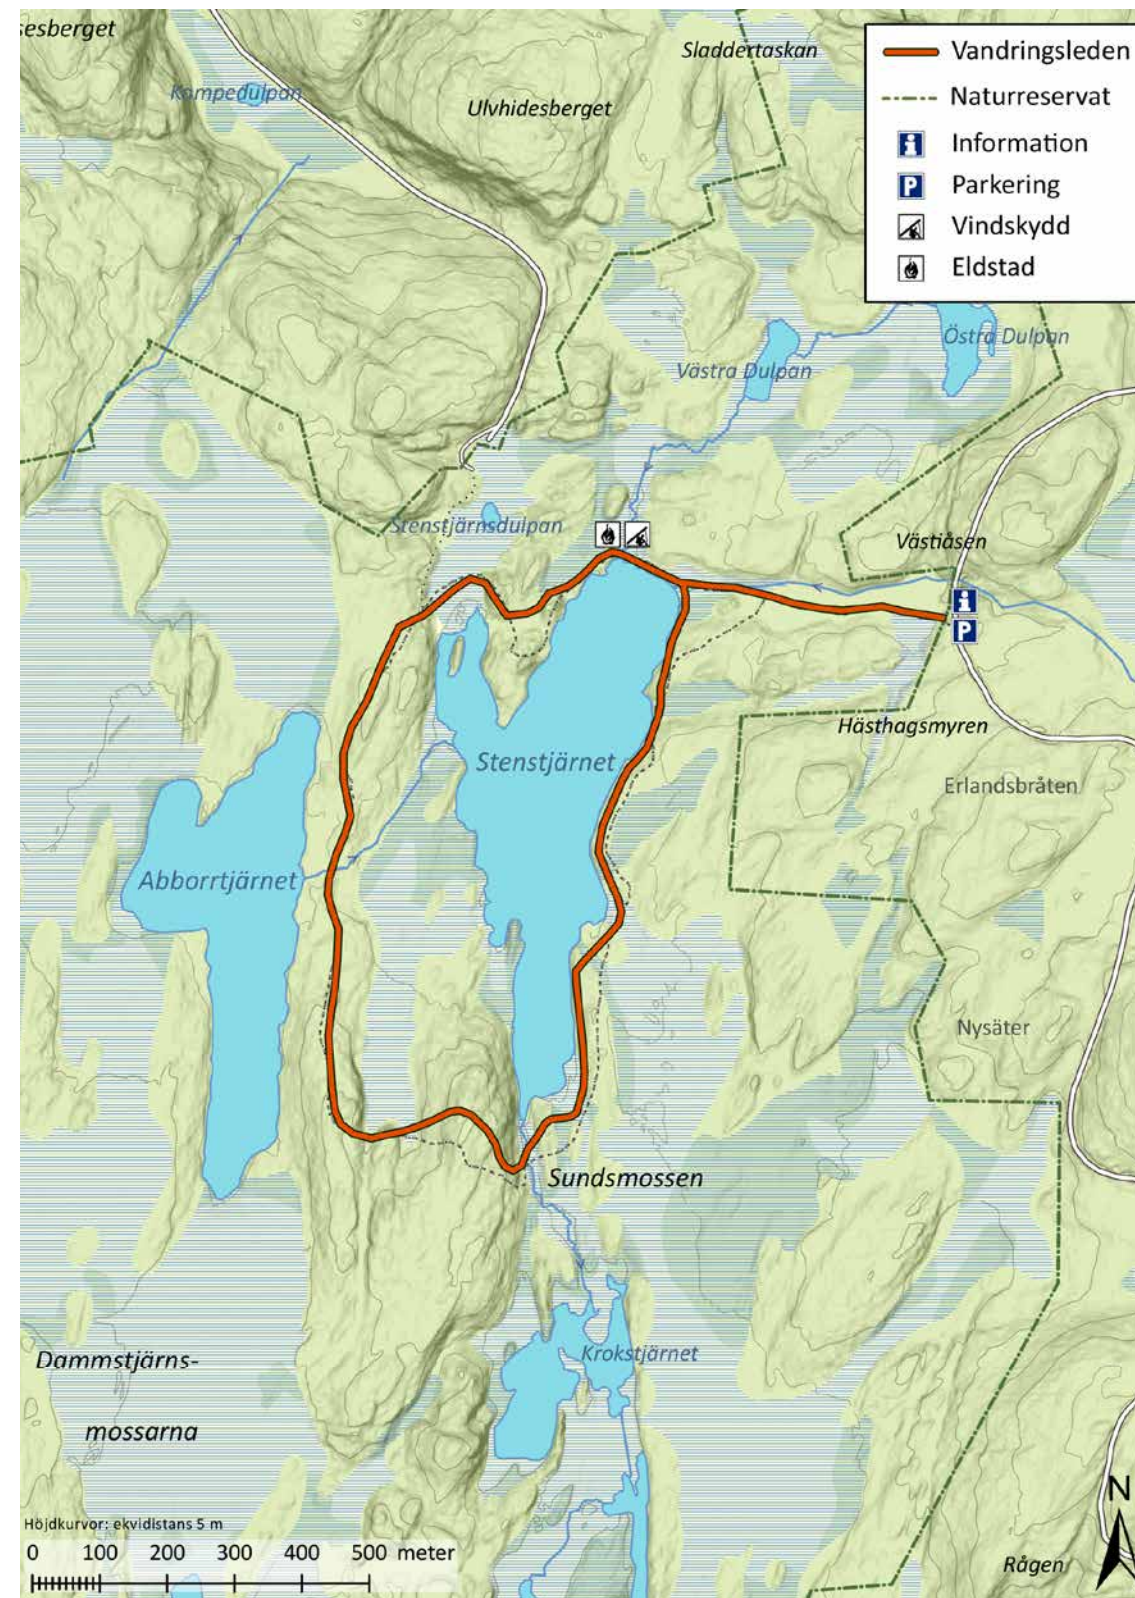 sesberget
Sladdertaskan
Kampedulpan
Ulvhidesberget
Vandringsleden
Naturreservat
Information
Parkering
Vindskydd
Eldstad
Östra Dulpan
Västra Dulpan
Stenstjärnsdulpan
Västiåsen
Hästhagsmyren
Stenstjärnet
Erlandsbråten
Abborrtjärnet
Nysäter
Sundsmossen
Krokstjärnet
Dammstjärns-
mossarna
Rågen
N
Höjdkurvor: ekvidistans 5 m
0 100 200 300 400 500 meter